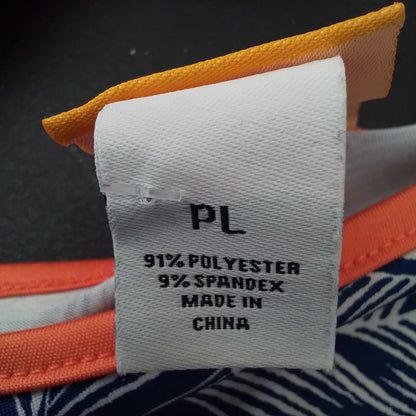 PL
91% POLYESTER
9% SPANDEX
MADE IN
CHINA